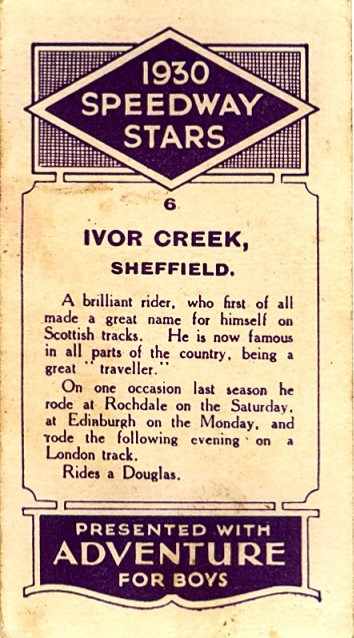 1930
SPEEDWAY
STARS
6
IVOR CREEK,
SHEFFIELD.
A brilliant rider, who first of all
made a great name for himself on
Scottish tracks. He is now famous
in all parts of the country, being a
great "traveller."
On one occasion last season he
rode at Rochdale on the Saturday,
at Edinburgh on the Monday, and
rode the following evening on a
London track.
Rides a Douglas.
PRESENTED WITH
ADVENTURE
FOR BOYS